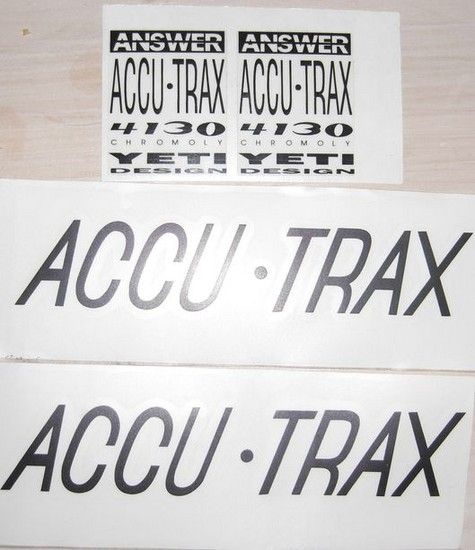 ANSWER
ACCU·TRAX
4130
CHROMOLY
YETI
DESIGN
ANSWER
ACCU·TRAX
4130
CHROMOLY
YETI
DESIGN
ACCU·TRAX
ACCU·TRAX